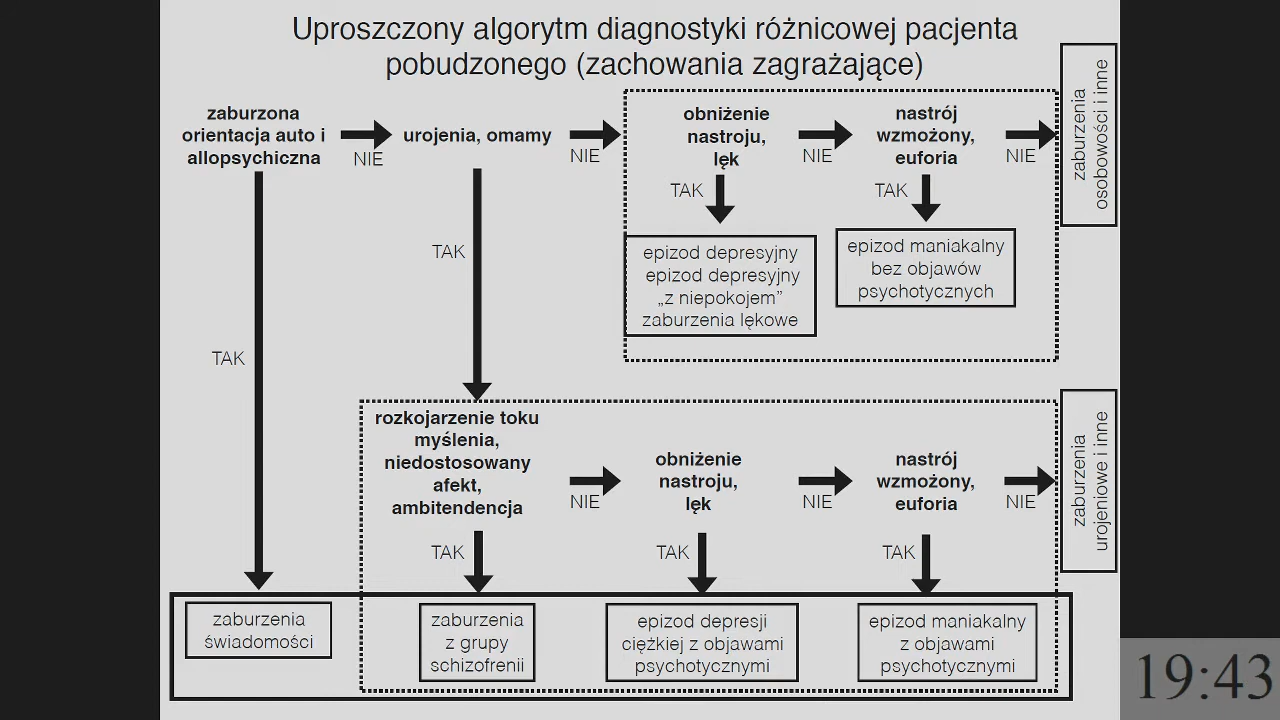 Uproszczony algorytm diagnostyki różnicowej pacjenta
pobudzonego (zachowania zagrażające)
zaburzona
orientacja auto i
allopsychiczna
NIE
urojenia, omamy
NIE
obniżenie
nastroju,
lęk
NIE
nastrój
wzmożony,
euforia
NIE
zaburzenia
osobowości i inne
TAK
TAK
epizod depresyjny
epizod depresyjny
„z niepokojem”
zaburzenia lękowe
epizod maniakalny
bez objawów
psychotycznych
TAK
TAK
rozkojarzenie toku
myślenia,
niedostosowany
afekt,
ambitendencja
NIE
obniżenie
nastroju,
lęk
NIE
nastrój
wzmożony,
euforia
NIE
zaburzenia
urojeniowe i inne
TAK
TAK
TAK
zaburzenia
świadomości
zaburzenia
z grupy
schizofrenii
epizod depresji
ciężkiej z objawami
psychotycznymi
epizod maniakalny
z objawami
psychotycznymi
19:43